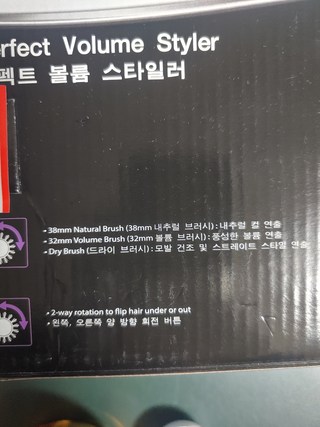 erfect Volume Styler
펙트 볼륨 스타일러
- 38mm Natural Brush (38mm 내추럴 브러시) : 내추럴 컬 연출
- 32mm Volume Brush (32mm 볼륨 브러시) : 풍성한 볼륨 연출
- Dry Brush (드라이 브러시) : 모발 건조 및 스트레이트 스타일 연출
- 2-way rotation to flip hair under or out
- 왼쪽, 오른쪽 양 방향 회전 버튼